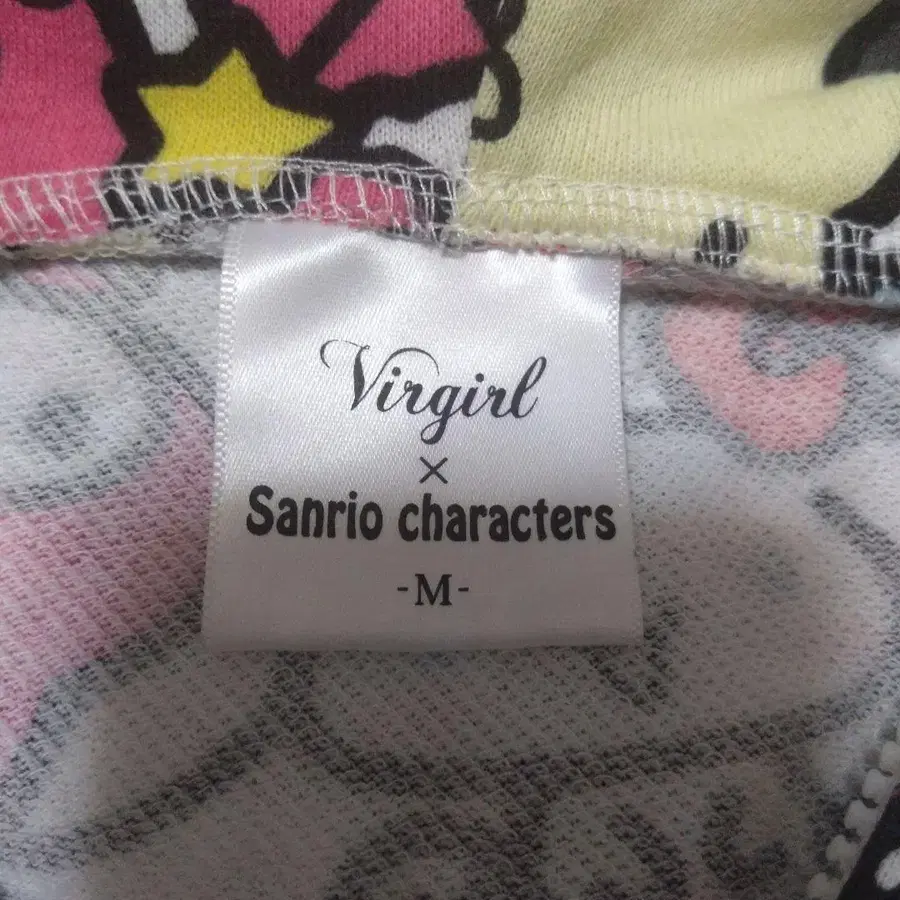 Virgirl
×
Sanrio characters
-M-